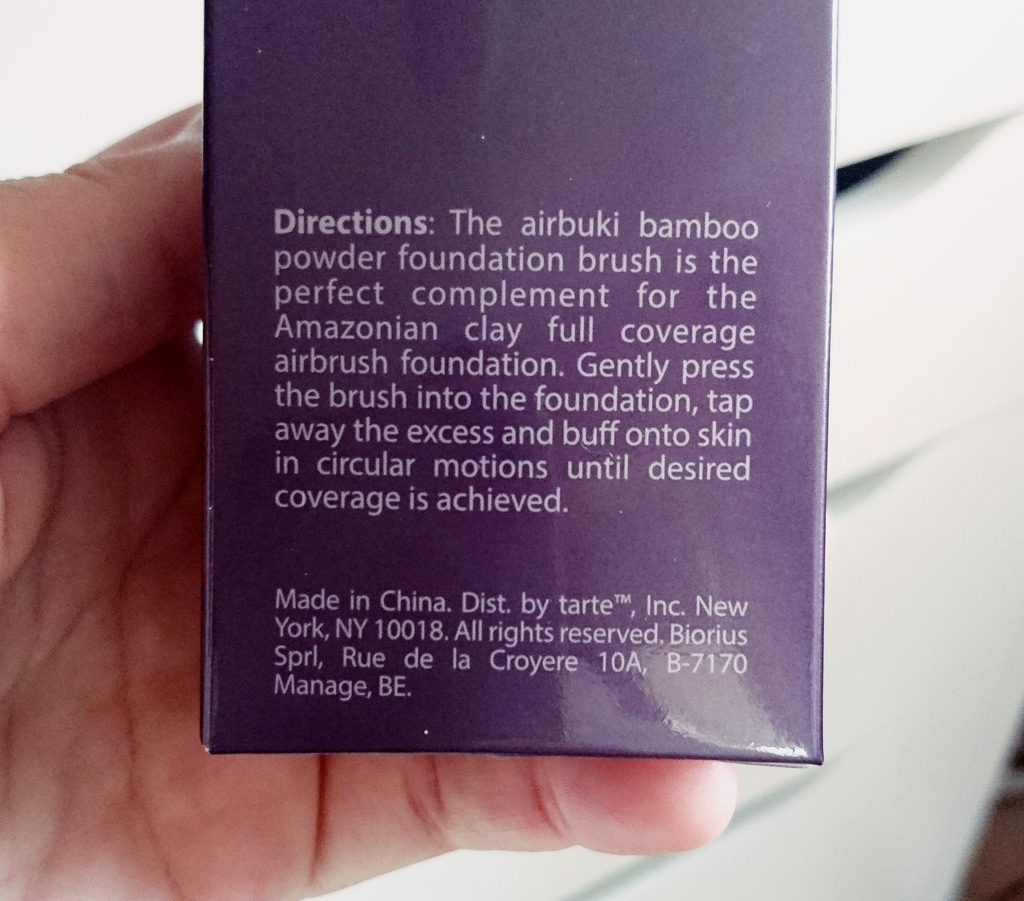 Directions: The airbuki bamboo
powder foundation brush is the
perfect complement for the
Amazonian clay full coverage
airbrush foundation. Gently press
the brush into the foundation, tap
away the excess and buff onto skin
in circular motions until desired
coverage is achieved.
Made in China. Dist. by tarte™, Inc. New
York, NY 10018. All rights reserved. Biorius
Sprl, Rue de la Croyere 10A, B-7170
Manage, BE.